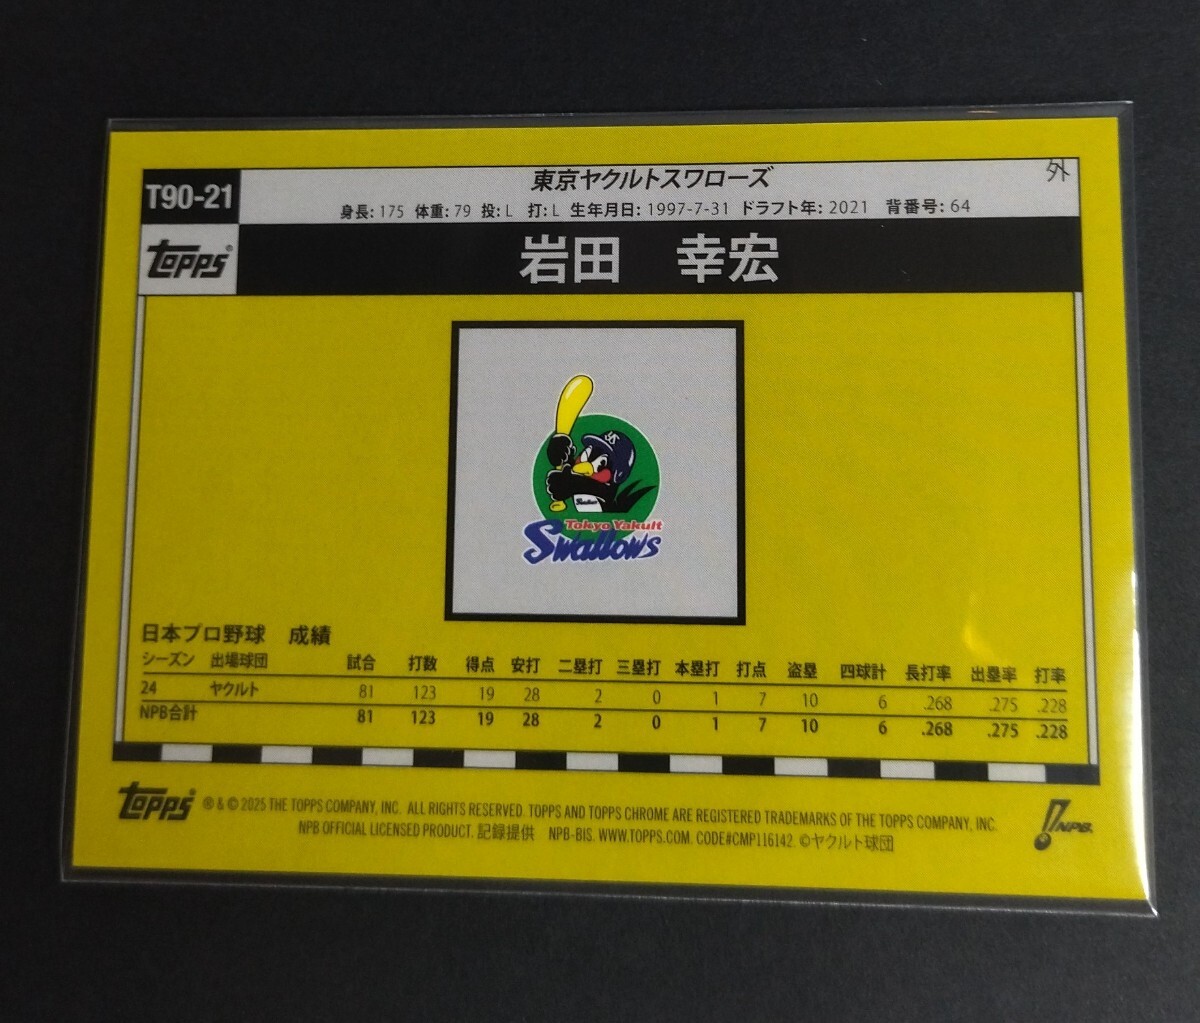 T90-21
東京ヤクルトスワローズ
外
身長: 175 体重: 79 投: L 打: L 生年月日: 1997-7-31 ドラフト年: 2021 背番号: 64
topps®
岩田 幸宏
Swallows
Tokyo Yakult
Swallows
日本プロ野球 成績
シーズン 出場球団 試合 打数 得点 安打 二塁打 三塁打 本塁打 打点 盗塁 四球計 長打率 出塁率 打率
24 ヤクルト 81 123 19 28 2 0 1 7 10 6 .268 .275 .228
NPB合計 81 123 19 28 2 0 1 7 10 6 .268 .275 .228
topps ® & © 2025 THE TOPPS COMPANY, INC. ALL RIGHTS RESERVED. TOPPS AND TOPPS CHROME ARE REGISTERED TRADEMARKS OF THE TOPPS COMPANY, INC.
NPB OFFICIAL LICENSED PRODUCT. 記録提供 NPB-BIS. WWW.TOPPS.COM. CODE#CMP116142. ©ヤクルト球団
NPB.